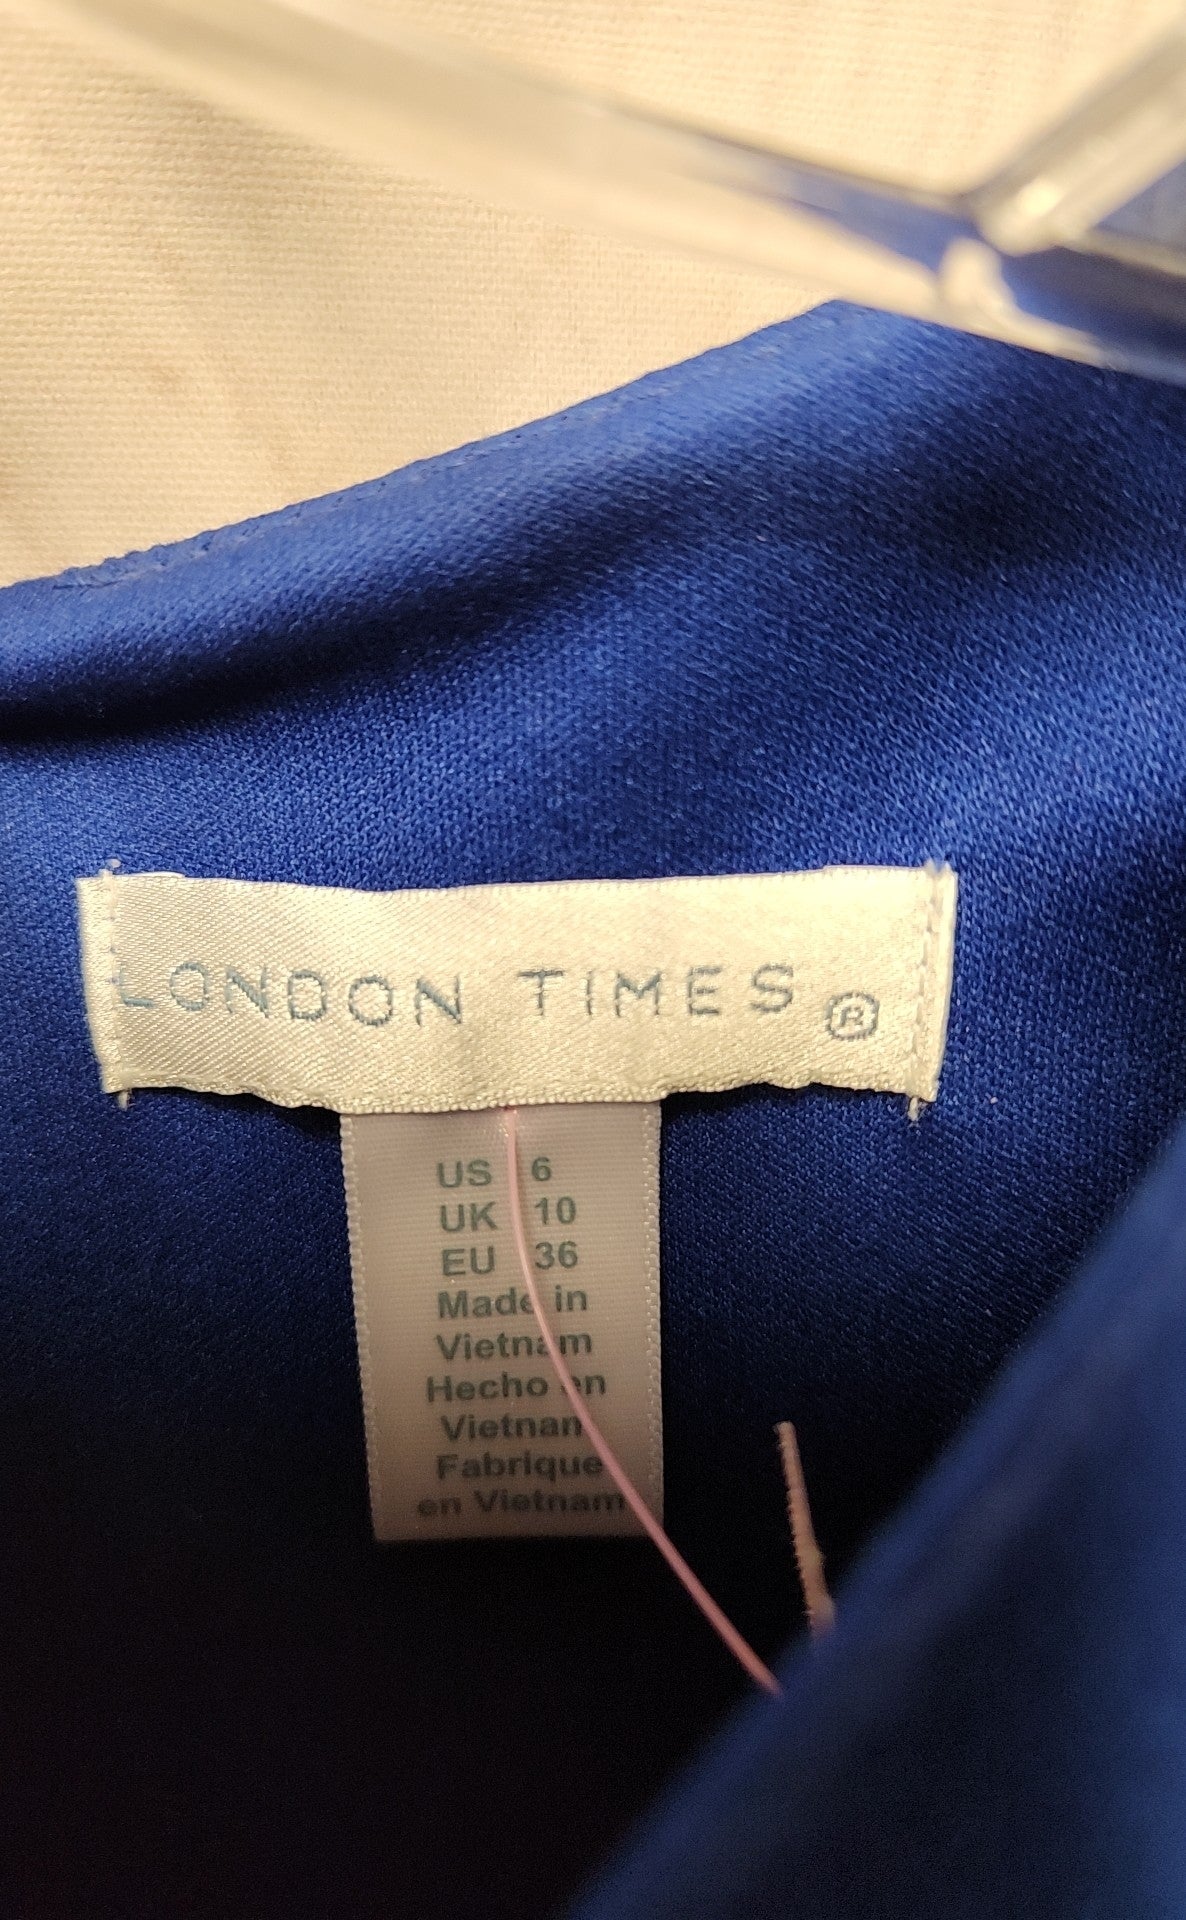 LONDON TIMES ®
US 6
UK 10
EU 36
Made in
Vietnam
Hecho en
Vietnam
Fabrique
en Vietnam